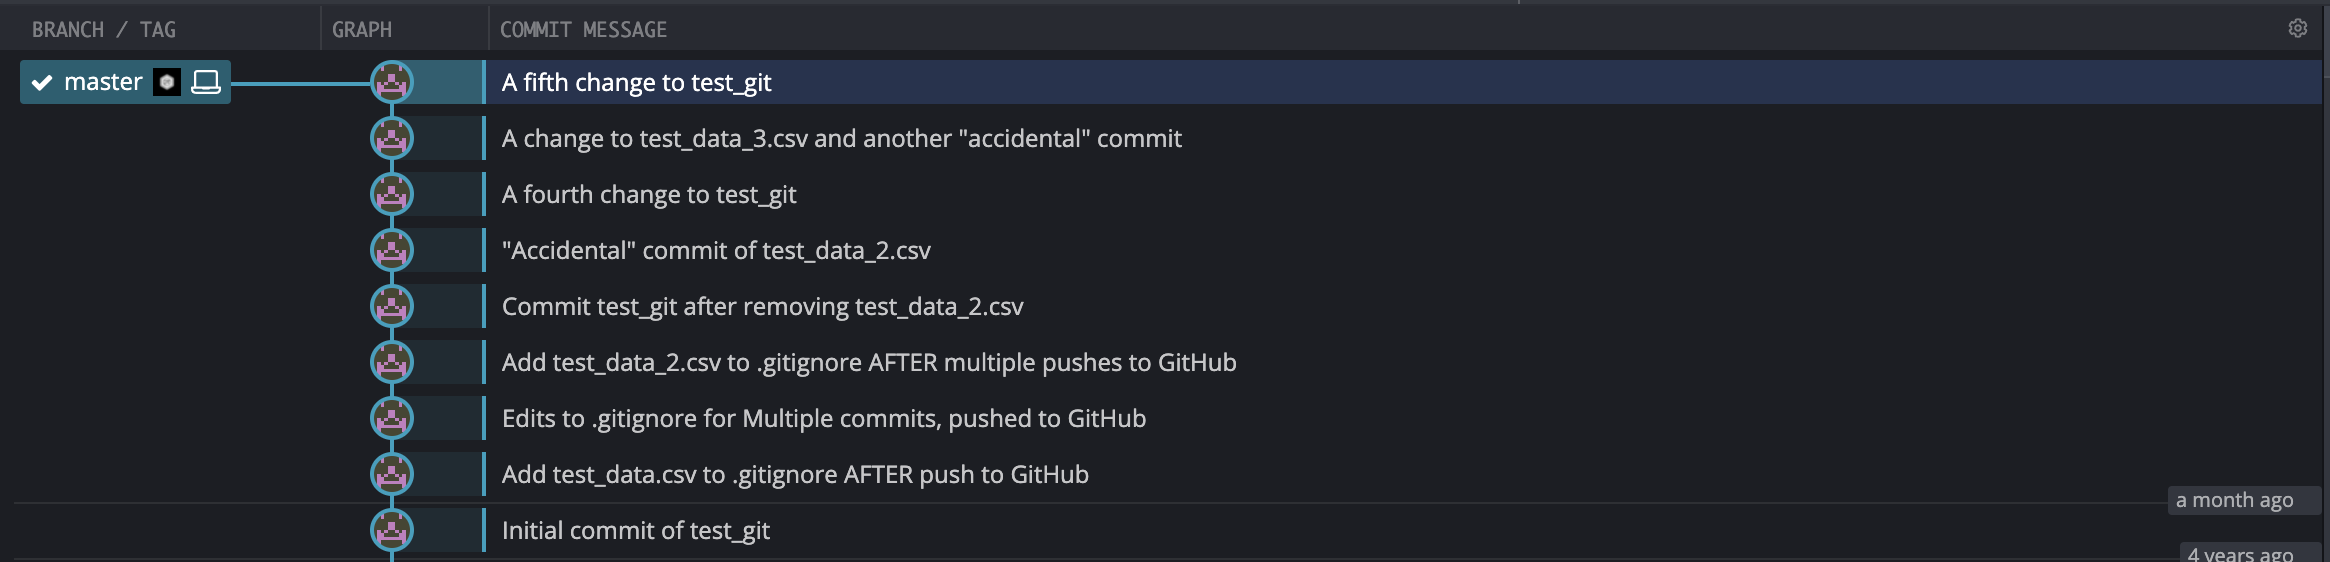 BRANCH / TAG GRAPH COMMIT MESSAGE
master A fifth change to test_git
A change to test_data_3.csv and another "accidental" commit
A fourth change to test_git
"Accidental" commit of test_data_2.csv
Commit test_git after removing test_data_2.csv
Add test_data_2.csv to .gitignore AFTER multiple pushes to GitHub
Edits to .gitignore for Multiple commits, pushed to GitHub
Add test_data.csv to .gitignore AFTER push to GitHub
a month ago
Initial commit of test_git
4 years ago